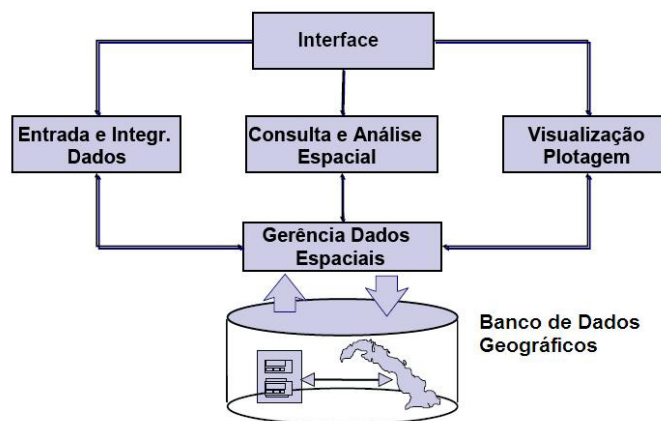 Interface
Entrada e Integr.
Dados
Consulta e Análise
Espacial
Visualização
Plotagem
Gerência Dados
Espaciais
Banco de Dados
Geográficos